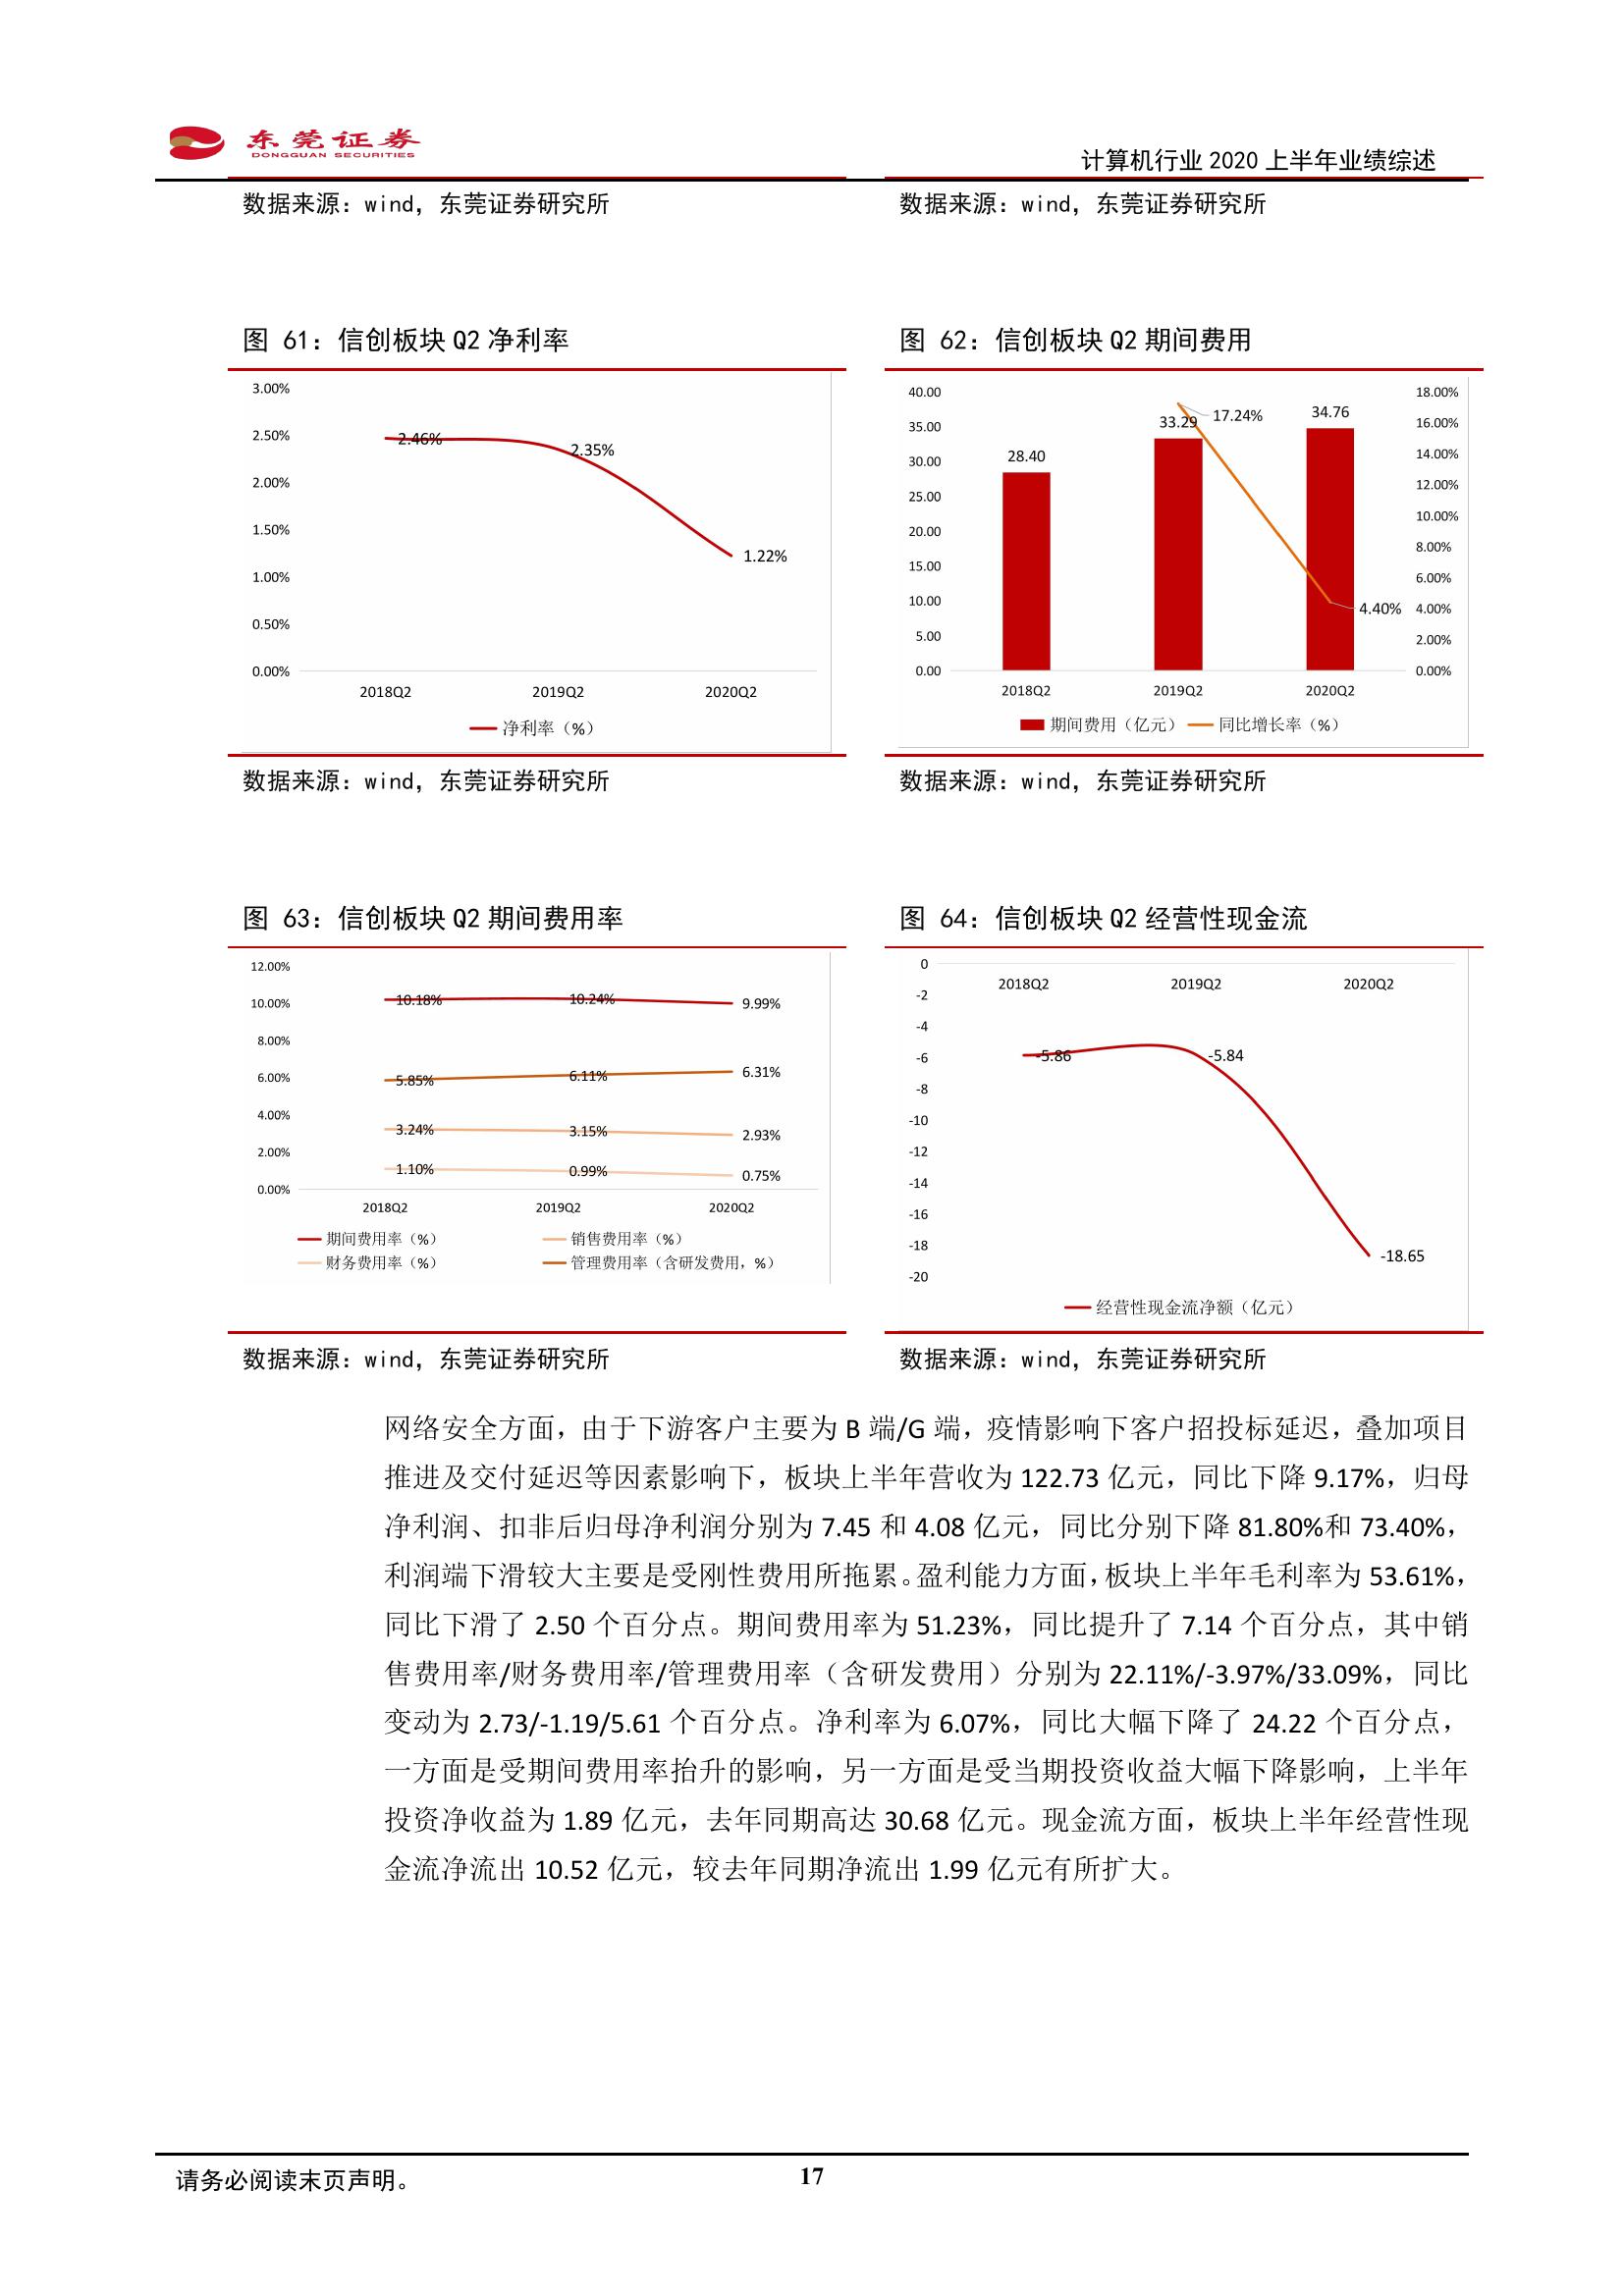 东莞证券
DONGGUAN SECURITIES
计算机行业 2020 上半年业绩综述
数据来源：wind，东莞证券研究所
数据来源：wind，东莞证券研究所
图 61：信创板块 Q2 净利率
3.00%
2.50%
2.00%
1.50%
1.00%
0.50%
0.00%
2.46%
2.35%
1.22%
2018Q2 2019Q2 2020Q2
净利率（%）
数据来源：wind，东莞证券研究所
图 62：信创板块 Q2 期间费用
40.00
35.00
30.00
25.00
20.00
15.00
10.00
5.00
0.00
28.40
33.29
34.76
17.24%
4.40%
18.00%
16.00%
14.00%
12.00%
10.00%
8.00%
6.00%
4.00%
2.00%
0.00%
2018Q2 2019Q2 2020Q2
期间费用（亿元） 同比增长率（%）
数据来源：wind，东莞证券研究所
图 63：信创板块 Q2 期间费用率
12.00%
10.00%
8.00%
6.00%
4.00%
2.00%
0.00%
10.18% 10.24% 9.99%
5.85% 6.11% 6.31%
3.24% 3.15% 2.93%
1.10% 0.99% 0.75%
2018Q2 2019Q2 2020Q2
期间费用率（%） 销售费用率（%）
财务费用率（%） 管理费用率（含研发费用，%）
数据来源：wind，东莞证券研究所
图 64：信创板块 Q2 经营性现金流
0
-2
-4
-6
-8
-10
-12
-14
-16
-18
-20
2018Q2 2019Q2 2020Q2
-5.86
-5.84
-18.65
经营性现金流净额（亿元）
数据来源：wind，东莞证券研究所
网络安全方面，由于下游客户主要为 B 端/G 端，疫情影响下客户招投标延迟，叠加项目
推进及交付延迟等因素影响下，板块上半年营收为 122.73 亿元，同比下降 9.17%，归母
净利润、扣非后归母净利润分别为 7.45 和 4.08 亿元，同比分别下降 81.80%和 73.40%，
利润端下滑较大主要是受刚性费用所拖累。盈利能力方面，板块上半年毛利率为 53.61%，
同比下滑了 2.50 个百分点。期间费用率为 51.23%，同比提升了 7.14 个百分点，其中销
售费用率/财务费用率/管理费用率（含研发费用）分别为 22.11%/-3.97%/33.09%，同比
变动为 2.73/-1.19/5.61 个百分点。净利率为 6.07%，同比大幅下降了 24.22 个百分点，
一方面是受期间费用率抬升的影响，另一方面是受当期投资收益大幅下降影响，上半年
投资净收益为 1.89 亿元，去年同期高达 30.68 亿元。现金流方面，板块上半年经营性现
金流净流出 10.52 亿元，较去年同期净流出 1.99 亿元有所扩大。
请务必阅读末页声明。
17